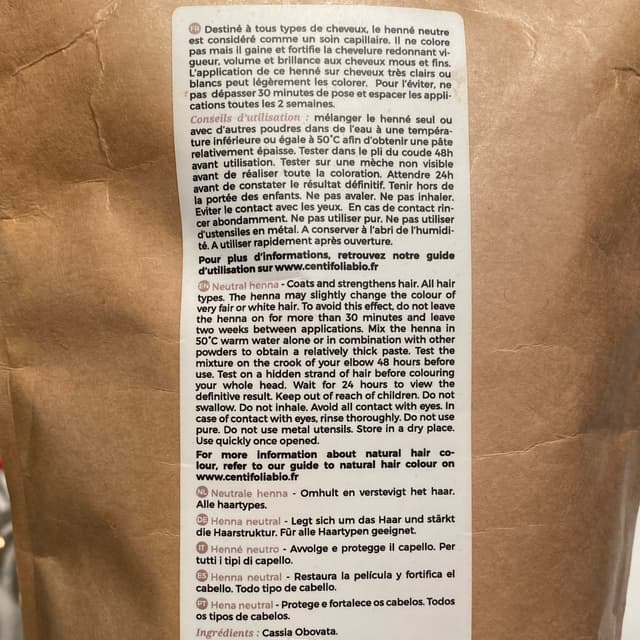 FR Destiné à tous types de cheveux, le henné neutre
est considéré comme un soin capillaire. Il ne colore
pas mais il gaine et fortifie la chevelure redonnant vi-
gueur, volume et brillance aux cheveux mous et fins.
L'application de ce henné sur cheveux très clairs ou
blancs peut légèrement les colorer. Pour l'éviter, ne
pas dépasser 30 minutes de pose et espacer les appli-
cations toutes les 2 semaines.
Conseils d'utilisation : mélanger le henné seul ou
avec d'autres poudres dans de l'eau à une tempéra-
ture inférieure ou égale à 50°C afin d'obtenir une pâte
relativement épaisse. Tester dans le pli du coude 48h
avant utilisation. Tester sur une mèche non visible
avant de réaliser toute la coloration. Attendre 24h
avant de constater le résultat définitif. Tenir hors de
la portée des enfants. Ne pas avaler. Ne pas inhaler.
Eviter le contact avec les yeux. En cas de contact rin-
cer abondamment. Ne pas utiliser pur. Ne pas utiliser
d'ustensiles en métal. A conserver à l'abri de l'humidi-
té. A utiliser rapidement après ouverture.
Pour plus d'informations, retrouvez notre guide
d'utilisation sur www.centifoliabio.fr
EN Neutral henna - Coats and strengthens hair. All hair
types. The henna may slightly change the colour of
very fair or white hair. To avoid this effect, do not leave
the henna on for more than 30 minutes and leave
two weeks between applications. Mix the henna in
50°C warm water alone or in combination with other
powders to obtain a relatively thick paste. Test the
mixture on the crook of your elbow 48 hours before
use. Test on a hidden strand of hair before colouring
your whole head. Wait for 24 hours to view the
definitive result. Keep out of reach of children. Do not
swallow. Do not inhale. Avoid all contact with eyes. In
case of contact with eyes, rinse thoroughly. Do not use
pure. Do not use metal utensils. Store in a dry place.
Use quickly once opened.
For more information about natural hair co-
lour, refer to our guide to natural hair colour on
www.centifoliabio.fr
NL Neutrale henna - Omhult en verstevigt het haar.
Alle haartypes.
DE Henna neutral - Legt sich um das Haar und stärkt
die Haarstruktur. Für alle Haartypen geeignet.
IT Henné neutro - Avvolge e protegge il capello. Per
tutti i tipi di capello.
ES Henna neutral - Restaura la película y fortifica el
cabello. Todo tipo de cabello.
PT Hena neutral - Protege e fortalece os cabelos. Todos
os tipos de cabelos.
Ingrédients : Cassia Obovata.